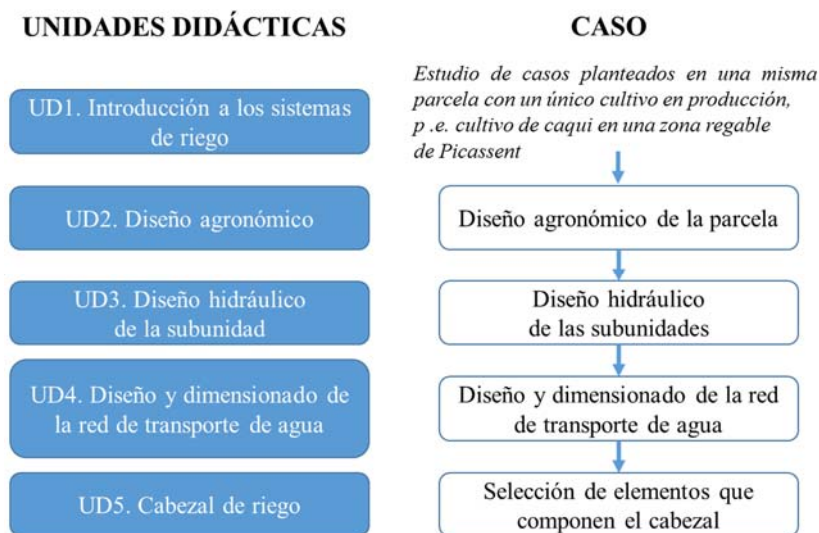 UNIDADES DIDÁCTICAS
UD1. Introducción a los sistemas
de riego
UD2. Diseño agronómico
UD3. Diseño hidráulico
de la subunidad
UD4. Diseño y dimensionado de
la red de transporte de agua
UD5. Cabezal de riego
CASO
Estudio de casos planteados en una misma
parcela con un único cultivo en producción,
p .e. cultivo de caqui en una zona regable
de Picassent
Diseño agronómico de la parcela
Diseño hidráulico
de las subunidades
Diseño y dimensionado de la red
de transporte de agua
Selección de elementos que
componen el cabezal